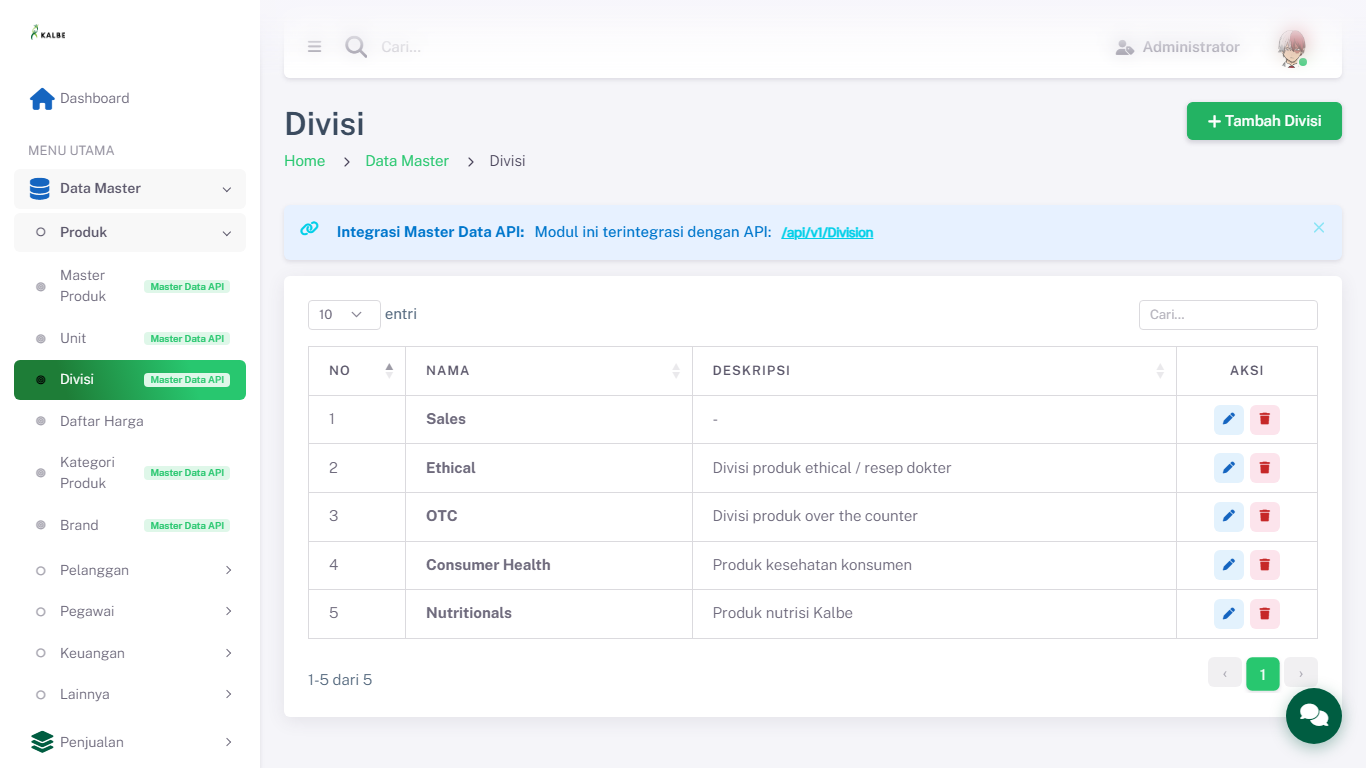 KALBE
Dashboard
MENU UTAMA
Data Master
Produk
Master
Produk
Master Data API
Unit
Master Data API
Divisi
Master Data API
Daftar Harga
Kategori
Produk
Master Data API
Brand
Master Data API
Pelanggan
Pegawai
Keuangan
Lainnya
Penjualan
Cari...
Administrator
Divisi
Tambah Divisi
Home
Data Master
Divisi
Integrasi Master Data API: Modul ini terintegrasi dengan API: /api/v1/Division
10 entri
Cari...
NO NAMA DESKRIPSI AKSI
1 Sales -
2 Ethical Divisi produk ethical / resep dokter
3 OTC Divisi produk over the counter
4 Consumer Health Produk kesehatan konsumen
5 Nutritionals Produk nutrisi Kalbe
1-5 dari 5
‹ 1 ›